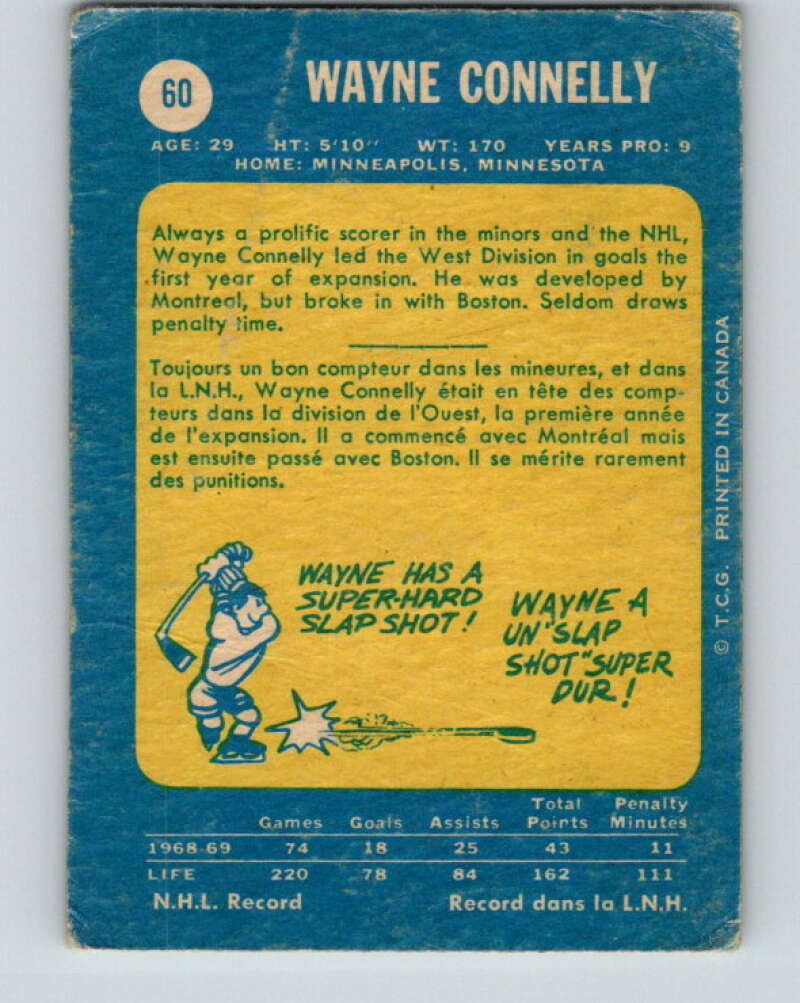 60
WAYNE CONNELLY
AGE: 29 HT: 5'10" WT: 170 YEARS PRO: 9
HOME: MINNEAPOLIS, MINNESOTA
Always a prolific scorer in the minors and the NHL,
Wayne Connelly led the West Division in goals the
first year of expansion. He was developed by
Montreal, but broke in with Boston. Seldom draws
penalty time.
Toujours un bon compteur dans les mineures, et dans
la L.N.H., Wayne Connelly était en tête des comp-
teurs dans la division de l'Ouest, la première année
de l'expansion. Il a commencé avec Montréal mais
est ensuite passé avec Boston. Il se mérite rarement
des punitions.
WAYNE HAS A
SUPER-HARD
SLAP SHOT!
WAYNE A
UN "SLAP
SHOT" SUPER
DUR!
© T.C.G. PRINTED IN CANADA
Total Penalty
Games Goals Assists Points Minutes
1968-69 74 18 25 43 11
LIFE 220 78 84 162 111
N.H.L. Record Record dans la L.N.H.